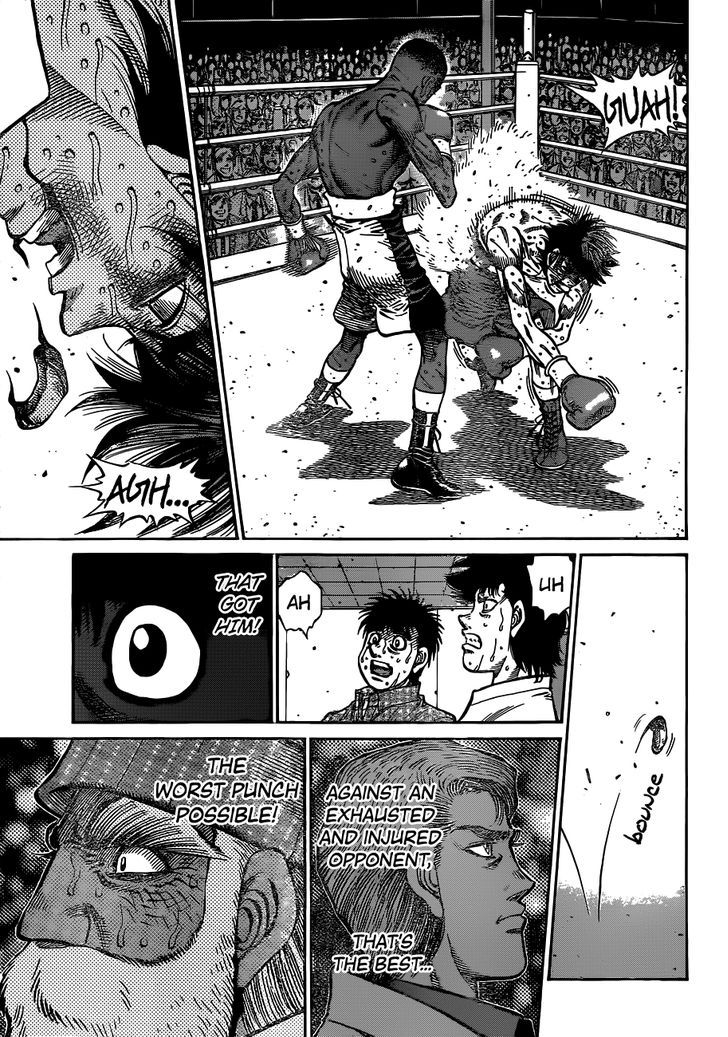 GUAH!
AGH...
UH
AH
THAT
GOT
HIM!
bounce
AGAINST AN
EXHAUSTED
AND INJURED
OPPONENT,
THAT'S
THE BEST...
THE
WORST PUNCH
POSSIBLE!